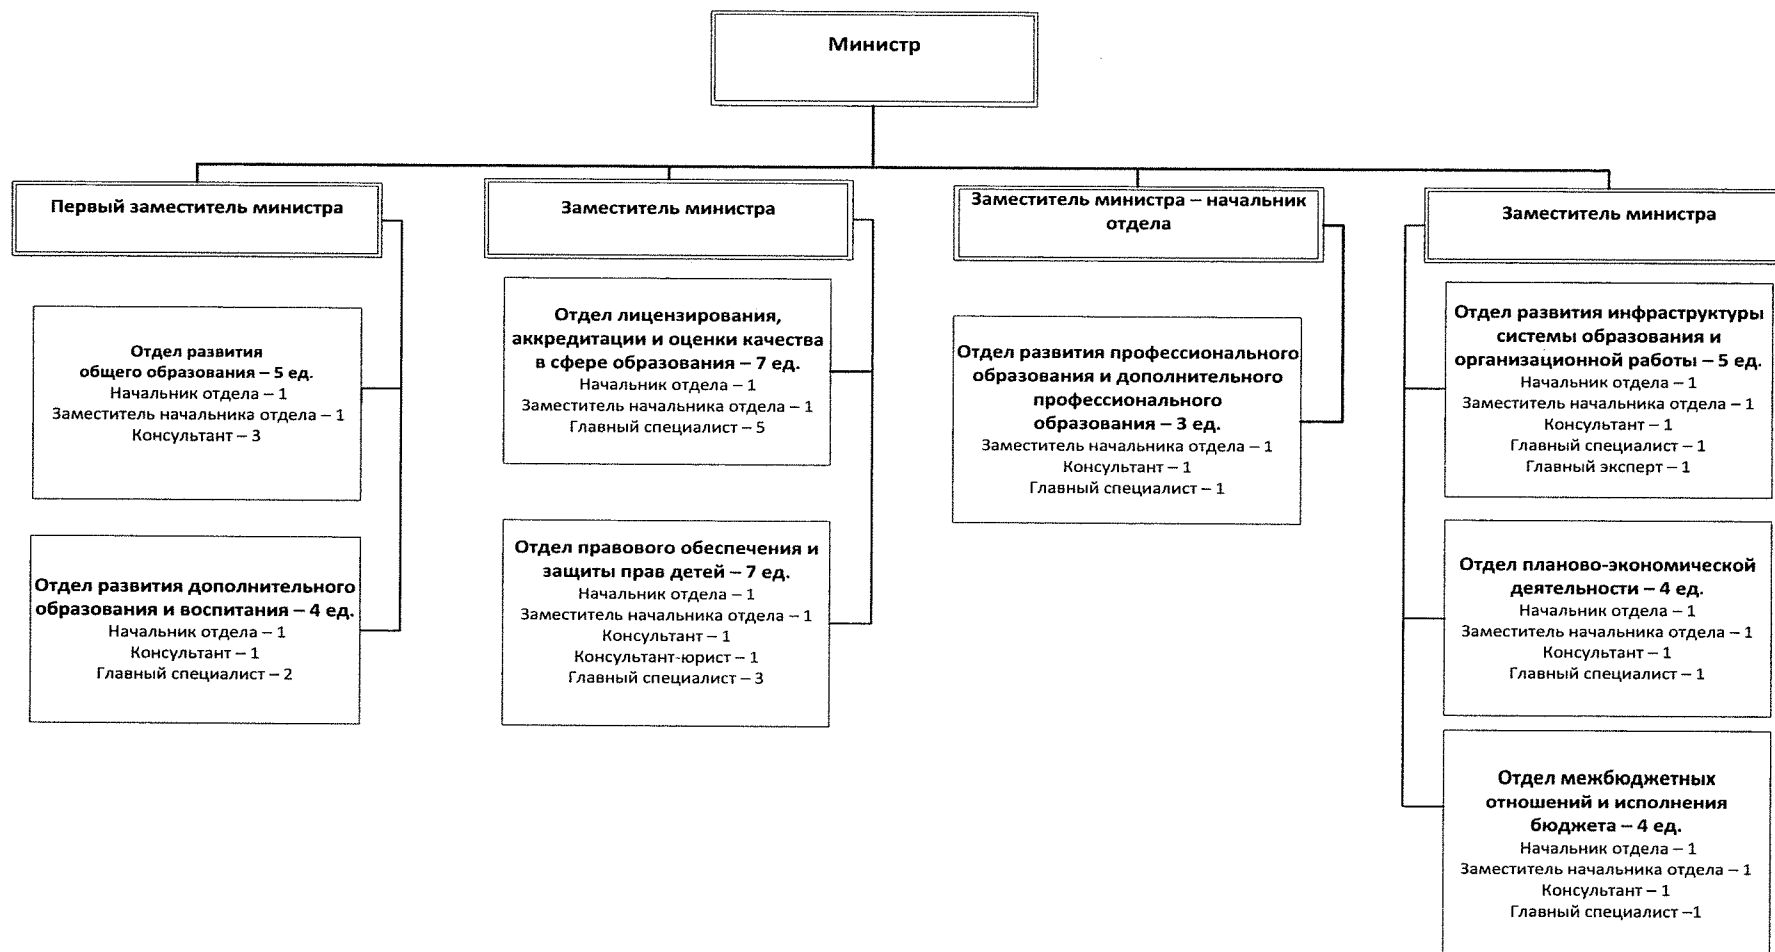 Министр
Первый заместитель министра
Отдел развития
общего образования – 5 ед.
Начальник отдела – 1
Заместитель начальника отдела – 1
Консультант – 3
Отдел развития дополнительного
образования и воспитания – 4 ед.
Начальник отдела – 1
Консультант – 1
Главный специалист – 2
Заместитель министра
Отдел лицензирования,
аккредитации и оценки качества
в сфере образования – 7 ед.
Начальник отдела – 1
Заместитель начальника отдела – 1
Главный специалист – 5
Отдел правового обеспечения и
защиты прав детей – 7 ед.
Начальник отдела – 1
Заместитель начальника отдела – 1
Консультант – 1
Консультант-юрист – 1
Главный специалист – 3
Заместитель министра – начальник
отдела
Отдел развития профессионального
образования и дополнительного
профессионального
образования – 3 ед.
Заместитель начальника отдела – 1
Консультант – 1
Главный специалист – 1
Заместитель министра
Отдел развития инфраструктуры
системы образования и
организационной работы – 5 ед.
Начальник отдела – 1
Заместитель начальника отдела – 1
Консультант – 1
Главный специалист – 1
Главный эксперт – 1
Отдел планово-экономической
деятельности – 4 ед.
Начальник отдела – 1
Заместитель начальника отдела – 1
Консультант – 1
Главный специалист – 1
Отдел межбюджетных
отношений и исполнения
бюджета – 4 ед.
Начальник отдела – 1
Заместитель начальника отдела – 1
Консультант – 1
Главный специалист –1